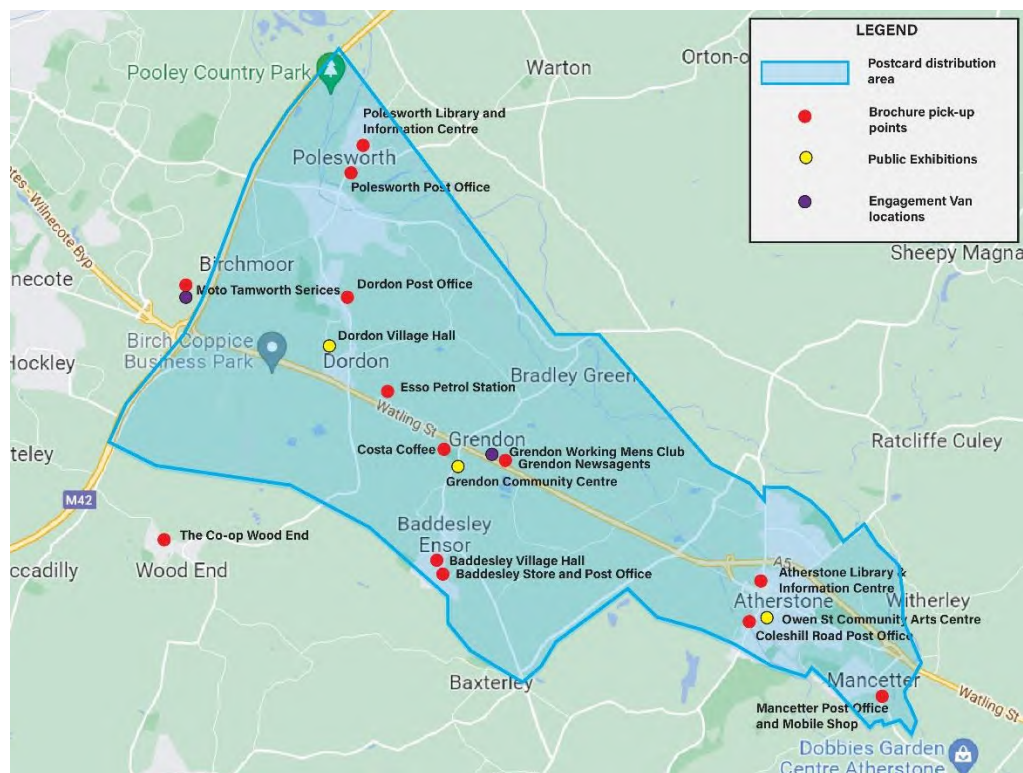 LEGEND
Postcard distribution
area
Brochure pick-up
points
Public Exhibitions
Engagement Van
locations
Pooley Country Park
Warton
Orton-o
Polesworth Library and
Information Centre
Polesworth
Polesworth Post Office
otes - Wilnecote Byp
Sheepy Magna
necote
Birchmoor
Moto Tamworth Serices
Dordon Post Office
Birch Coppice
Business Park
Dordon Village Hall
Dordon
Hockley
Bradley Green
Esso Petrol Station
Watling St
Costa Coffee
Grendon
Grendon Working Mens Club
Grendon Newsagents
Grendon Community Centre
Ratcliffe Culey
teley
M42
Baddesley
Ensor
The Co-op Wood End
Wood End
ccadilly
Baddesley Village Hall
Baddesley Store and Post Office
A5
Atherstone Library &
Information Centre
Atherstone
Witherley
Owen St Community Arts Centre
Coleshill Road Post Office
Baxterley
Mancetter
Watling St
Mancetter Post Office
and Mobile Shop
Dobbies Garden
Centre Atherstone